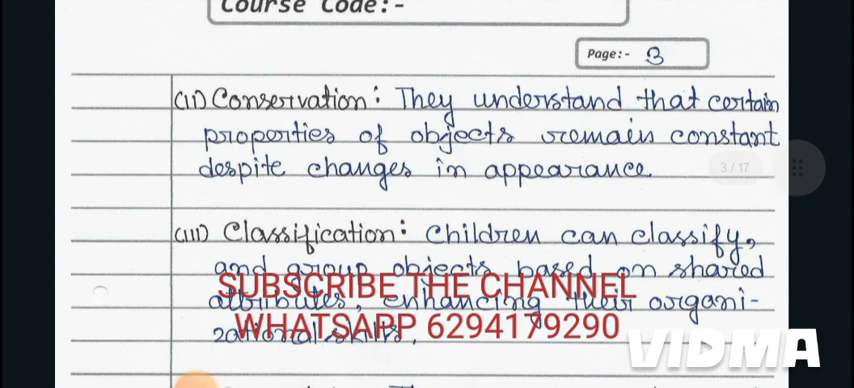 Course Code:-
Page:- 3
(II) Conservation: They understand that certain
properties of objects remain constant
despite changes in appearance.
3 / 17
(III) Classification: Children can classify,
and group objects based on shared
SUBSCRIBE THE CHANNEL
attributes, enhancing their organi-
WHATSAPP 6294179290
zational skills.
VIDMA